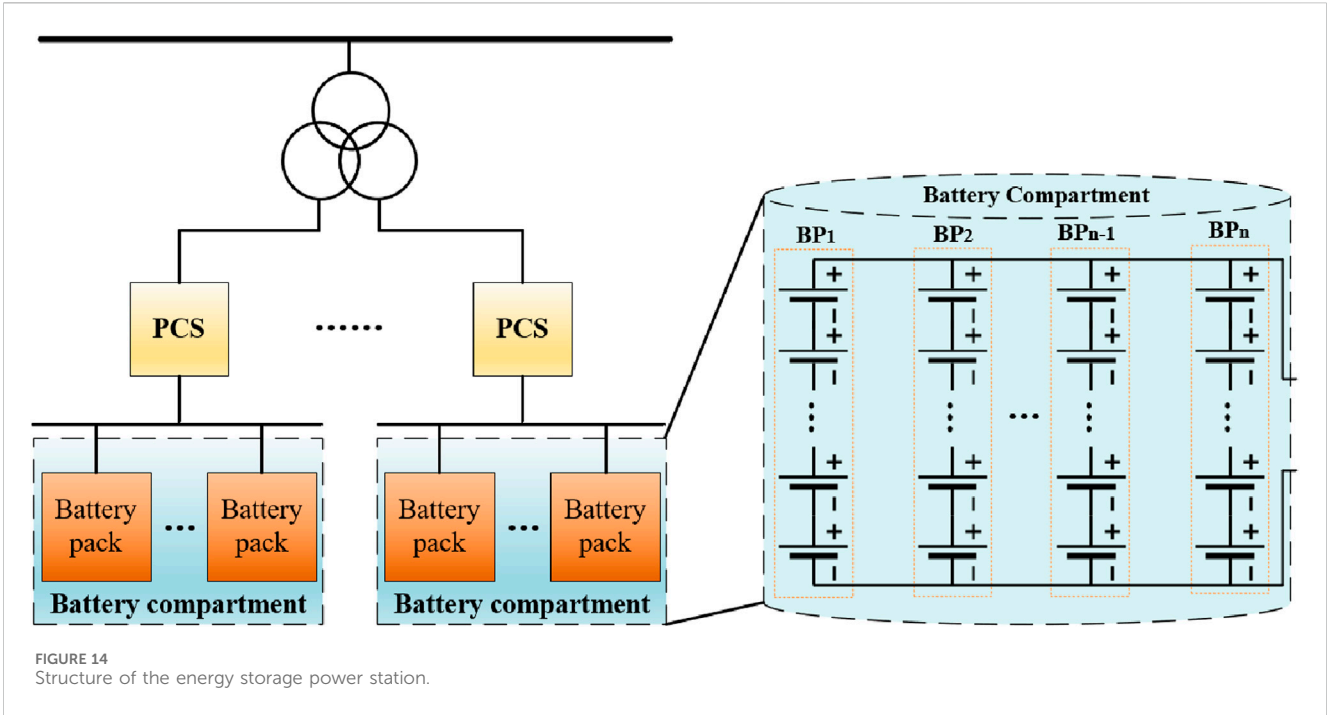 Battery Compartment
BP1 BP2 BPn-1 BPn
+ + + +
+ + + +
PCS ...... PCS
... 
+ + + +
+ + + +
Battery pack ... Battery pack Battery pack ... Battery pack
Battery compartment Battery compartment
FIGURE 14
Structure of the energy storage power station.